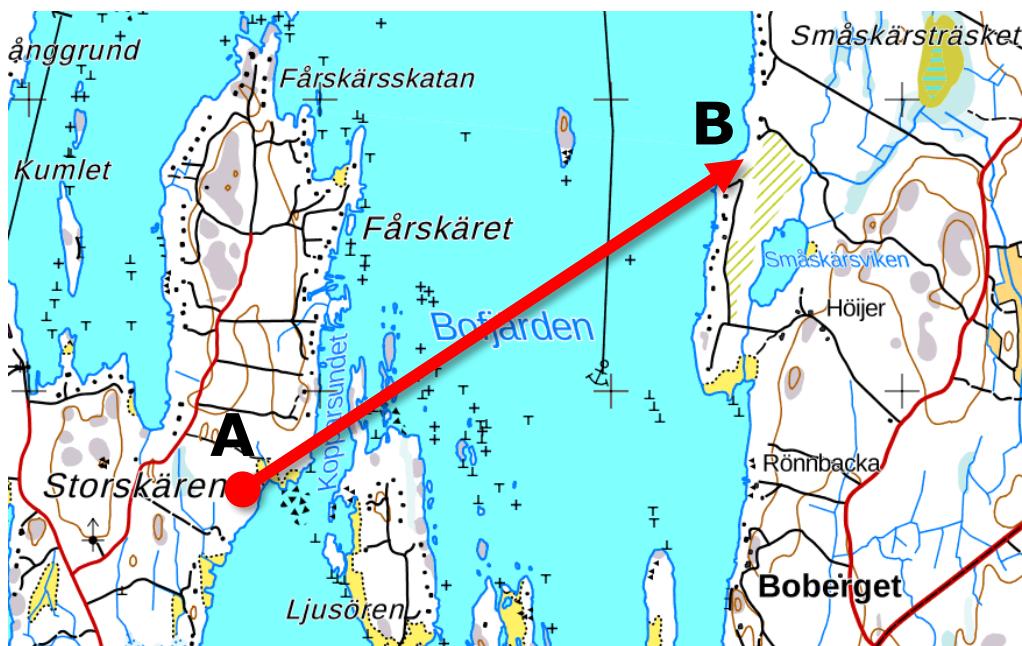 Småskärsträsket
ånggrund
Fårskärsskatan
B
Kumlet
Fårskäret
Småskärsviken
Höijer
Bofjärden
Kopparsundet
A
Rönnbacka
Storskären
Boberget
Ljusören